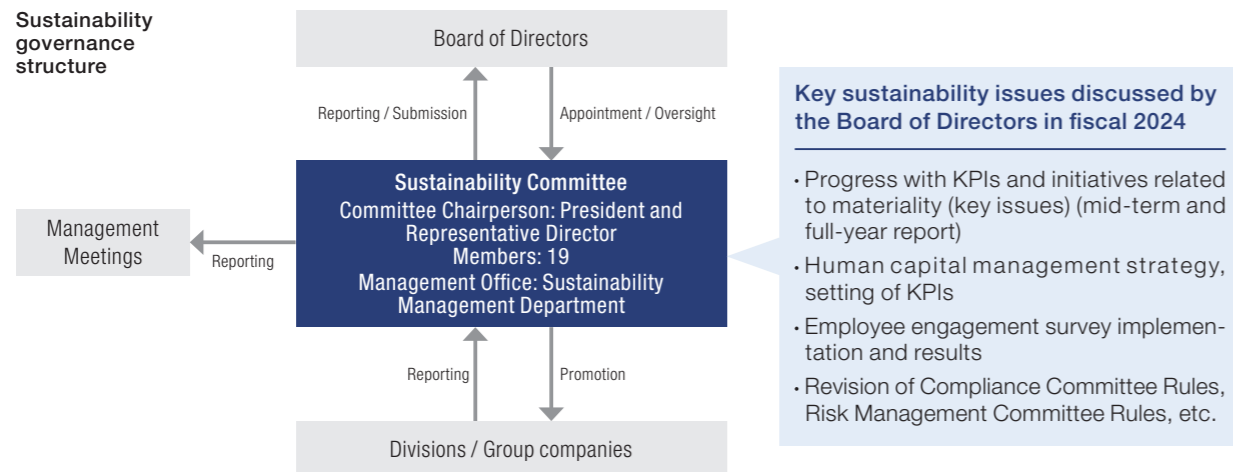 Sustainability
governance
structure
Board of Directors
Reporting / Submission
Appointment / Oversight
Sustainability Committee
Committee Chairperson: President and
Representative Director
Members: 19
Management Office: Sustainability
Management Department
Management
Meetings
Reporting
Reporting
Promotion
Divisions / Group companies
Key sustainability issues discussed by
the Board of Directors in fiscal 2024
・Progress with KPIs and initiatives related
to materiality (key issues) (mid-term and
full-year report)
・Human capital management strategy,
setting of KPIs
・Employee engagement survey implemen-
tation and results
・Revision of Compliance Committee Rules,
Risk Management Committee Rules, etc.